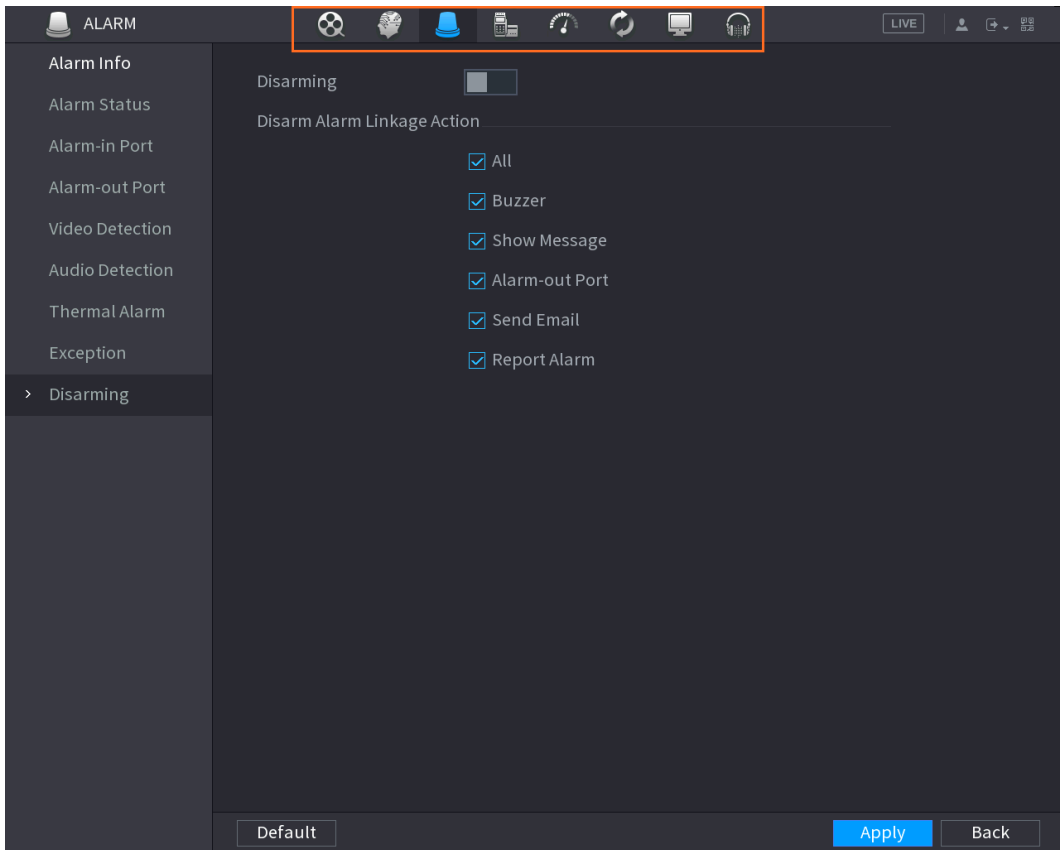 ALARM
LIVE
Alarm Info
Alarm Status
Alarm-in Port
Alarm-out Port
Video Detection
Audio Detection
Thermal Alarm
Exception
Disarming
Disarming
Disarm Alarm Linkage Action
All
Buzzer
Show Message
Alarm-out Port
Send Email
Report Alarm
Default
Apply
Back